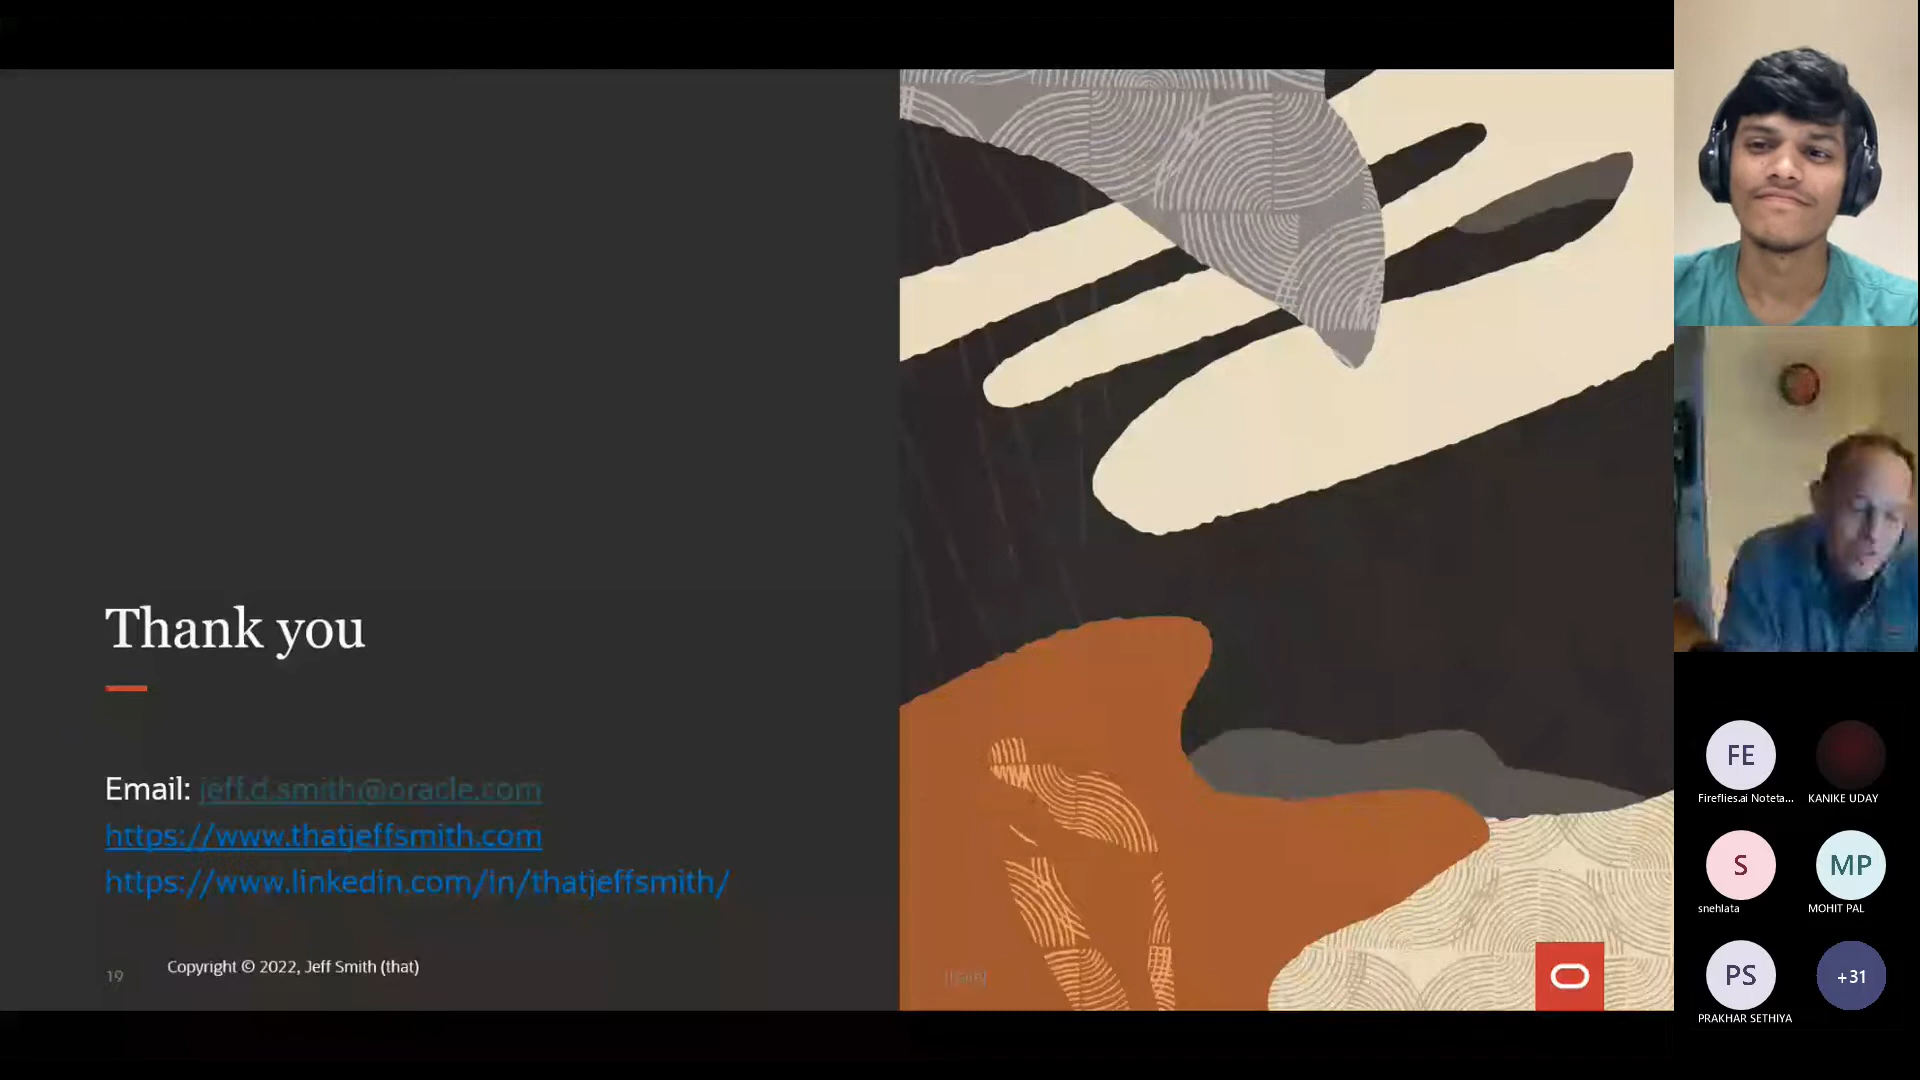 Thank you
Email: jeff.d.smith@oracle.com
https://www.thatjeffsmith.com
https://www.linkedin.com/in/thatjeffsmith/
19
Copyright © 2022, Jeff Smith (that)
FE
Fireflies.ai Noteta...
KANIKE UDAY
S
snehlata
MP
MOHIT PAL
PS
PRAKHAR SETHIYA
+31